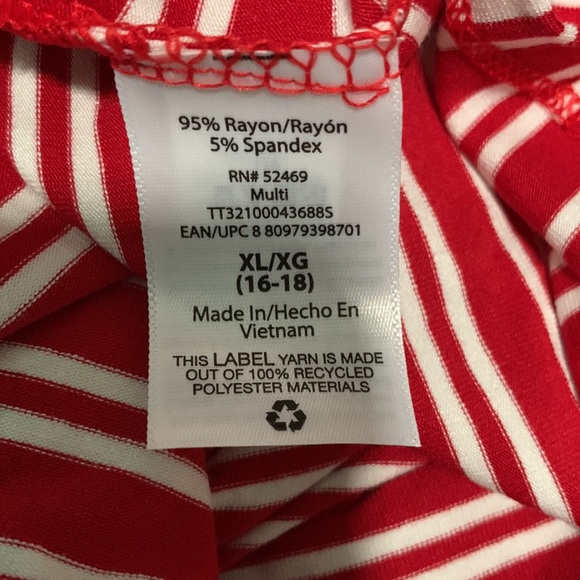 95% Rayon/Rayón
5% Spandex
RN# 52469
Multi
TT32100043688S
EAN/UPC 8 80979398701
XL/XG
(16-18)
Made In/Hecho En
Vietnam
THIS LABEL YARN IS MADE
OUT OF 100% RECYCLED
POLYESTER MATERIALS